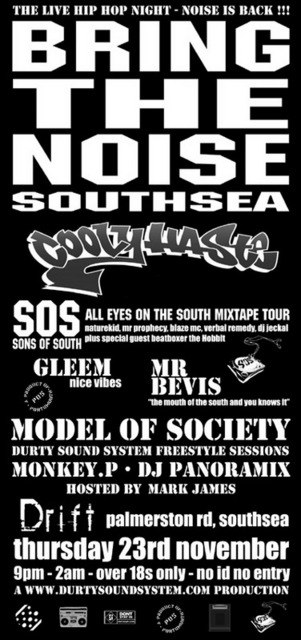 THE LIVE HIP HOP NIGHT - NOISE IS BACK !!!
BRING
THE
NOISE
SOUTHSEA
SOS
SONS OF SOUTH
ALL EYES ON THE SOUTH MIXTAPE TOUR
naturekid, mr prophecy, blaze mc, verbal remedy, dj jeckal
plus special guest beatboxer the Hobbit
GLEEM
nice vibes
MR
BEVIS
"the mouth of the south and you knows it"
MODEL OF SOCIETY
DURTY SOUND SYSTEM FREESTYLE SESSIONS
MONKEY.P • DJ PANORAMIX
HOSTED BY MARK JAMES
Drift palmerston rd, southsea
thursday 23rd november
9pm - 2am - over 18s only - no id no entry
A WWW.DURTYSOUNDSYSTEM.COM PRODUCTION